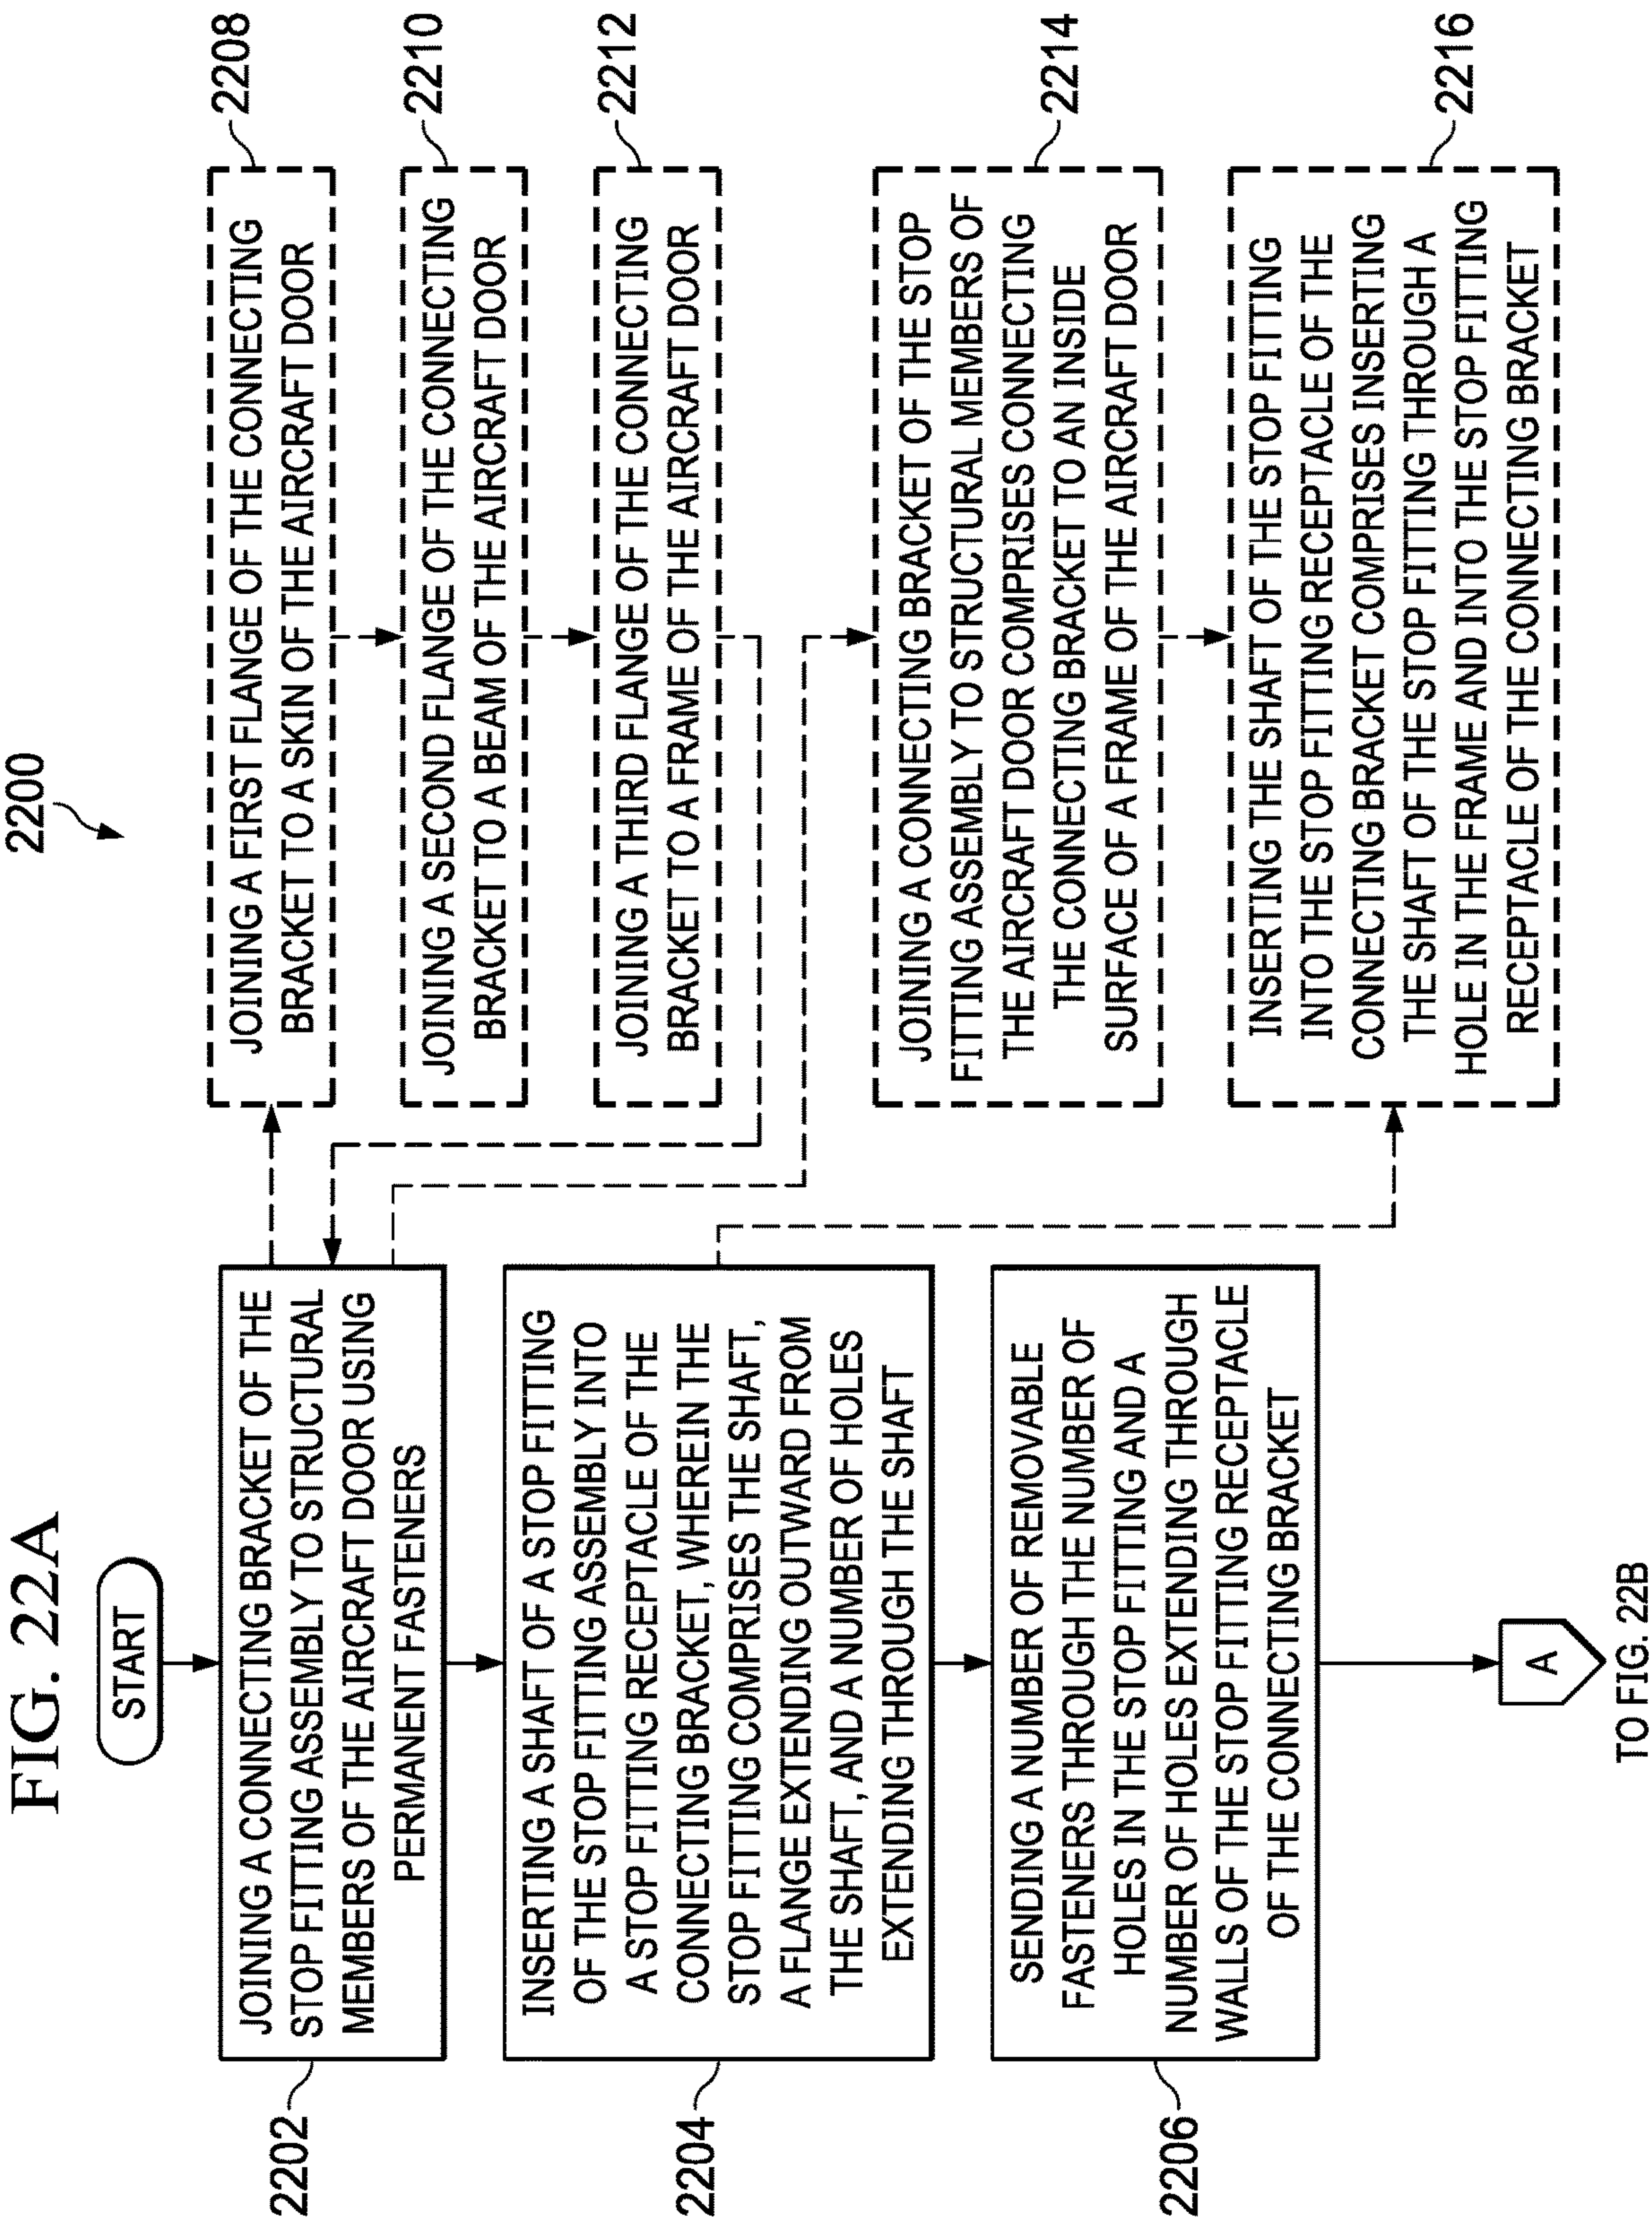 FIG. 22A
2200
START
2202
JOINING A CONNECTING BRACKET OF THE
STOP FITTING ASSEMBLY TO STRUCTURAL
MEMBERS OF THE AIRCRAFT DOOR USING
PERMANENT FASTENERS
2204
INSERTING A SHAFT OF A STOP FITTING
OF THE STOP FITTING ASSEMBLY INTO
A STOP FITTING RECEPTACLE OF THE
CONNECTING BRACKET, WHEREIN THE
STOP FITTING COMPRISES THE SHAFT,
A FLANGE EXTENDING OUTWARD FROM
THE SHAFT, AND A NUMBER OF HOLES
EXTENDING THROUGH THE SHAFT
2206
SENDING A NUMBER OF REMOVABLE
FASTENERS THROUGH THE NUMBER OF
HOLES IN THE STOP FITTING AND A
NUMBER OF HOLES EXTENDING THROUGH
WALLS OF THE STOP FITTING RECEPTACLE
OF THE CONNECTING BRACKET
A
TO FIG. 22B
JOINING A FIRST FLANGE OF THE CONNECTING
BRACKET TO A SKIN OF THE AIRCRAFT DOOR
2208
JOINING A SECOND FLANGE OF THE CONNECTING
BRACKET TO A BEAM OF THE AIRCRAFT DOOR
2210
JOINING A THIRD FLANGE OF THE CONNECTING
BRACKET TO A FRAME OF THE AIRCRAFT DOOR
2212
JOINING A CONNECTING BRACKET OF THE STOP
FITTING ASSEMBLY TO STRUCTURAL MEMBERS OF
THE AIRCRAFT DOOR COMPRISES CONNECTING
THE CONNECTING BRACKET TO AN INSIDE
SURFACE OF A FRAME OF THE AIRCRAFT DOOR
2214
INSERTING THE SHAFT OF THE STOP FITTING
INTO THE STOP FITTING RECEPTACLE OF THE
CONNECTING BRACKET COMPRISES INSERTING
THE SHAFT OF THE STOP FITTING THROUGH A
HOLE IN THE FRAME AND INTO THE STOP FITTING
RECEPTACLE OF THE CONNECTING BRACKET
2216